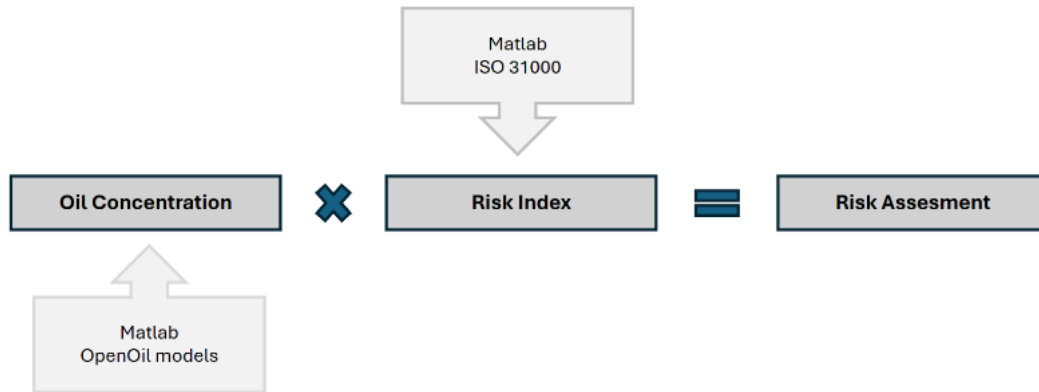 Matlab
ISO 31000
Oil Concentration
Risk Index
Risk Assesment
Matlab
OpenOil models